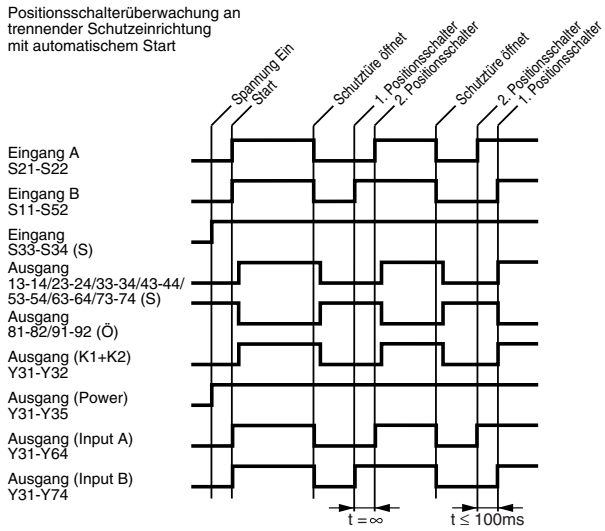 Positionsschalterüberwachung an
trennender Schutzeinrichtung
mit automatischem Start
Spannung Ein
Start
Schutztüre öffnet
1. Positionsschalter
2. Positionsschalter
Schutztüre öffnet
2. Positionsschalter
1. Positionsschalter
Eingang A
S21-S22
Eingang B
S11-S52
Eingang
S33-S34 (S)
Ausgang
13-14/23-24/33-34/43-44/
53-54/63-64/73-74 (S)
Ausgang
81-82/91-92 (Ö)
Ausgang (K1+K2)
Y31-Y32
Ausgang (Power)
Y31-Y35
Ausgang (Input A)
Y31-Y64
Ausgang (Input B)
Y31-Y74
t = ∞
t ≤ 100ms